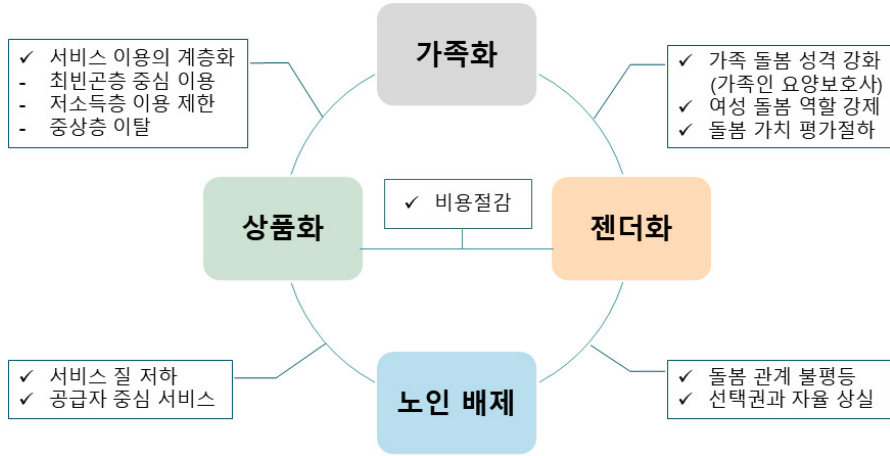 가족화
✓ 서비스 이용의 계층화
- 최빈곤층 중심 이용
- 저소득층 이용 제한
- 중상층 이탈
✓ 가족 돌봄 성격 강화
(가족인 요양보호사)
✓ 여성 돌봄 역할 강제
✓ 돌봄 가치 평가절하
상품화
✓ 비용절감
젠더화
✓ 서비스 질 저하
✓ 공급자 중심 서비스
노인 배제
✓ 돌봄 관계 불평등
✓ 선택권과 자율 상실